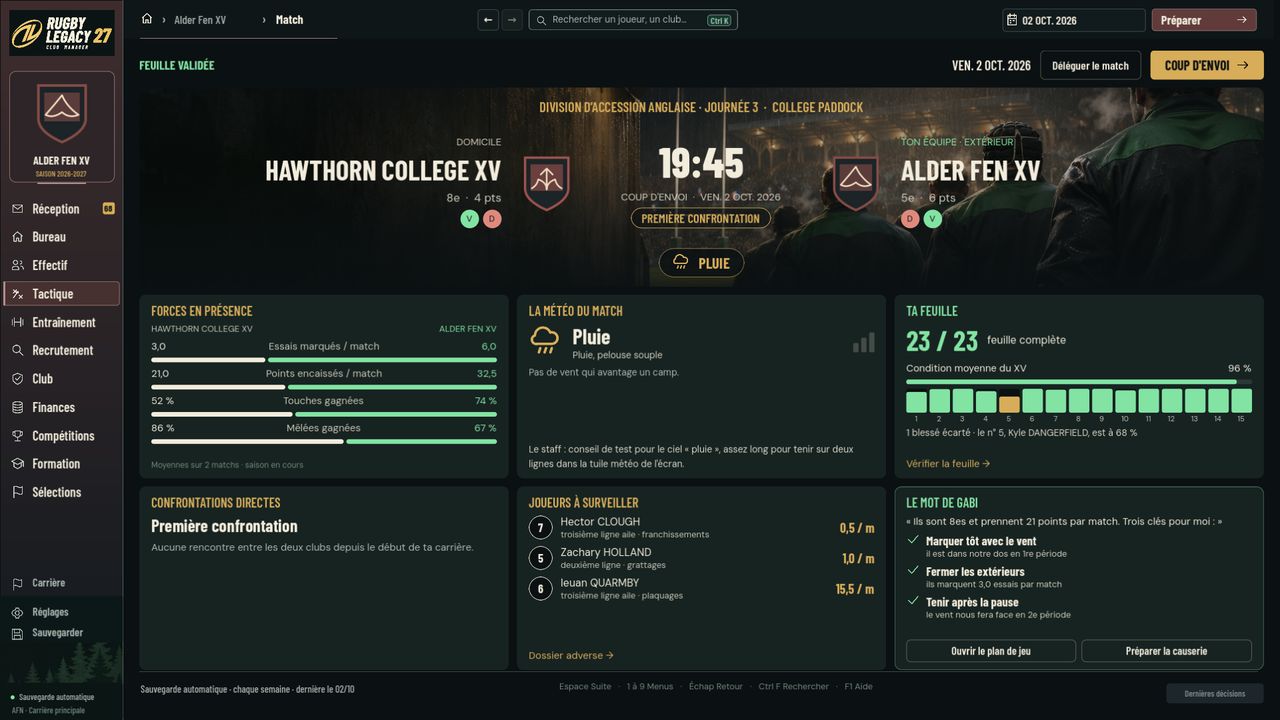 RUGBY
LEGACY 27
CLUB MANAGER
Alder Fen XV
Match
Rechercher un joueur, un club...
Ctrl K
02 OCT. 2026
Préparer
ALDER FEN XV
SAISON 2026-2027
Réception
68
Bureau
Effectif
Tactique
Entraînement
Recrutement
Club
Finances
Compétitions
Formation
Sélections
Carrière
Réglages
Sauvegarder
Sauvegarde automatique
AFN · Carrière principale
FEUILLE VALIDÉE
VEN. 2 OCT. 2026
Déléguer le match
COUP D'ENVOI →
DIVISION D'ACCESSION ANGLAISE · JOURNÉE 3 · COLLEGE PADDOCK
DOMICILE
HAWTHORN COLLEGE XV
8e · 4 pts
V D
19:45
COUP D'ENVOI · VEN. 2 OCT. 2026
PREMIÈRE CONFRONTATION
PLUIE
TON ÉQUIPE · EXTÉRIEUR
ALDER FEN XV
5e · 6 pts
D V
FORCES EN PRÉSENCE
HAWTHORN COLLEGE XV ALDER FEN XV
3,0 Essais marqués / match 6,0
21,0 Points encaissés / match 32,5
52 % Touches gagnées 74 %
86 % Mêlées gagnées 67 %
Moyennes sur 2 matchs · saison en cours
LA MÉTÉO DU MATCH
Pluie
Pluie, pelouse souple
Pas de vent qui avantage un camp.
Le staff : conseil de test pour le ciel « pluie », assez long pour tenir sur deux
lignes dans la tuile météo de l'écran.
TA FEUILLE
23 / 23 feuille complète
Condition moyenne du XV 96 %
1 2 3 4 5 6 7 8 9 10 11 12 13 14 15
1 blessé écarté · le n° 5, Kyle DANGERFIELD, est à 68 %
Vérifier la feuille →
CONFRONTATIONS DIRECTES
Première confrontation
Aucune rencontre entre les deux clubs depuis le début de ta carrière.
JOUEURS À SURVEILLER
7 Hector CLOUGH 0,5 / m
troisième ligne aile · franchissements
5 Zachary HOLLAND 1,0 / m
deuxième ligne · grattages
6 Ieuan QUARMBY 15,5 / m
troisième ligne aile · plaquages
Dossier adverse →
LE MOT DE GABI
« Ils sont 8es et prennent 21 points par match. Trois clés pour moi : »
Marquer tôt avec le vent
il est dans notre dos en 1re période
Fermer les extérieurs
ils marquent 3,0 essais par match
Tenir après la pause
le vent nous fera face en 2e période
Ouvrir le plan de jeu
Préparer la causerie
Sauvegarde automatique · chaque semaine · dernière le 02/10
Espace Suite · 1 à 9 Menus · Échap Retour · Ctrl F Rechercher · F1 Aide
Dernières décisions